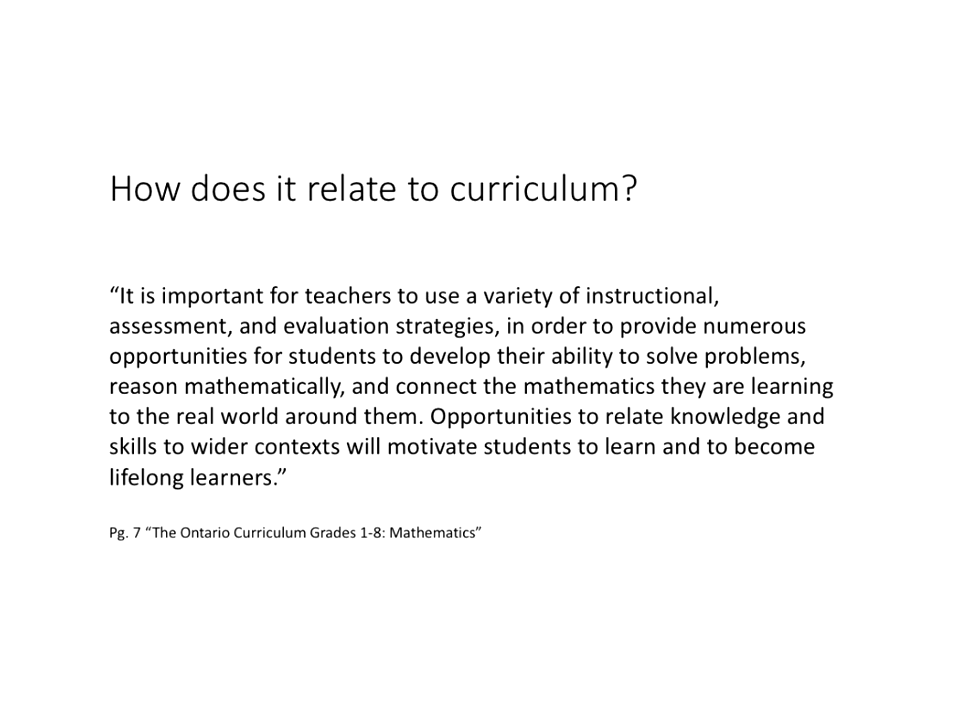 How does it relate to curriculum?
“It is important for teachers to use a variety of instructional,
assessment, and evaluation strategies, in order to provide numerous
opportunities for students to develop their ability to solve problems,
reason mathematically, and connect the mathematics they are learning
to the real world around them. Opportunities to relate knowledge and
skills to wider contexts will motivate students to learn and to become
lifelong learners.”
Pg. 7 “The Ontario Curriculum Grades 1-8: Mathematics”